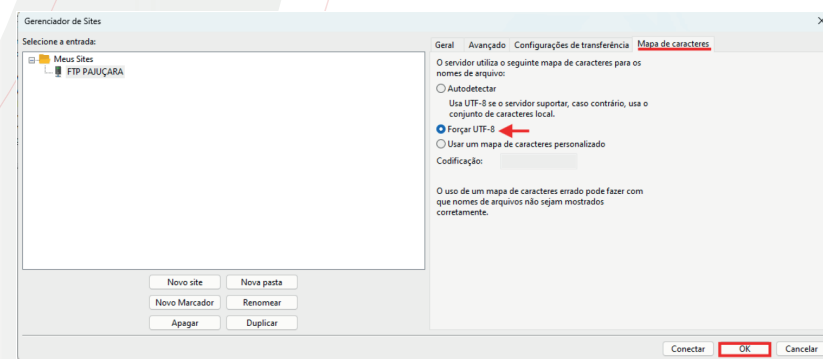 Gerenciador de Sites
Selecione a entrada:
Meus Sites
FTP PAJUÇARA
Novo site
Nova pasta
Novo Marcador
Renomear
Apagar
Duplicar
Geral
Avançado
Configurações de transferência
Mapa de caracteres
O servidor utiliza o seguinte mapa de caracteres para os
nomes de arquivo:
Autodetectar
Usa UTF-8 se o servidor suportar, caso contrário, usa o
conjunto de caracteres local.
Forçar UTF-8
Usar um mapa de caracteres personalizado
Codificação:
O uso de um mapa de caracteres errado pode fazer com
que nomes de arquivos não sejam mostrados
corretamente.
Conectar
OK
Cancelar